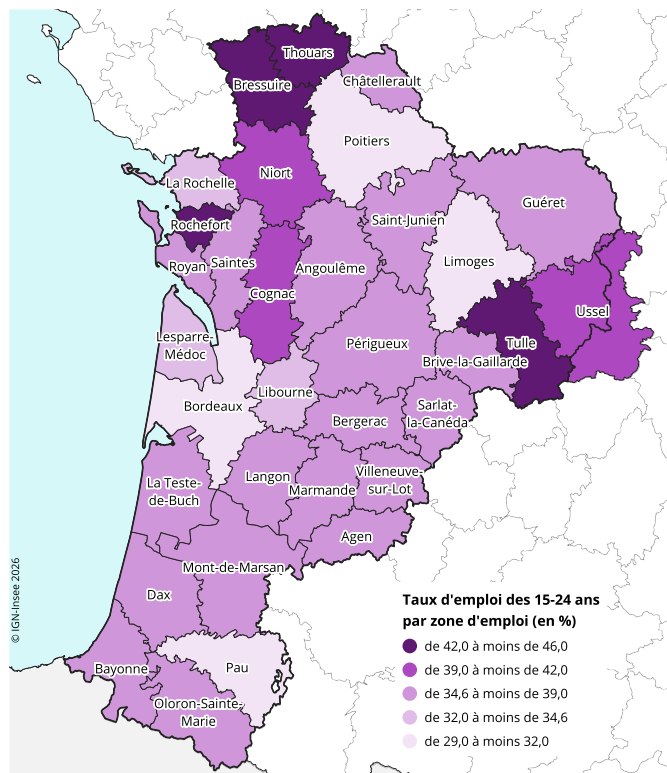 Thouars
Bressuire
Châtellerault
Poitiers
Niort
La Rochelle
Guéret
Saint-Junien
Rochefort
Limoges
Saintes
Royan
Angoulême
Cognac
Ussel
Lesparre-
Médoc
Périgueux
Tulle
Brive-la-Gaillarde
Libourne
Bordeaux
Sarlat-
la-Canéda
Bergerac
Langon
Villeneuve-
sur-Lot
La Teste-
de-Buch
Marmande
Agen
Mont-de-Marsan
Dax
Bayonne
Pau
Oloron-Sainte-
Marie
© IGN-Insee 2026
Taux d'emploi des 15-24 ans
par zone d'emploi (en %)
de 42,0 à moins de 46,0
de 39,0 à moins de 42,0
de 34,6 à moins de 39,0
de 32,0 à moins de 34,6
de 29,0 à moins 32,0